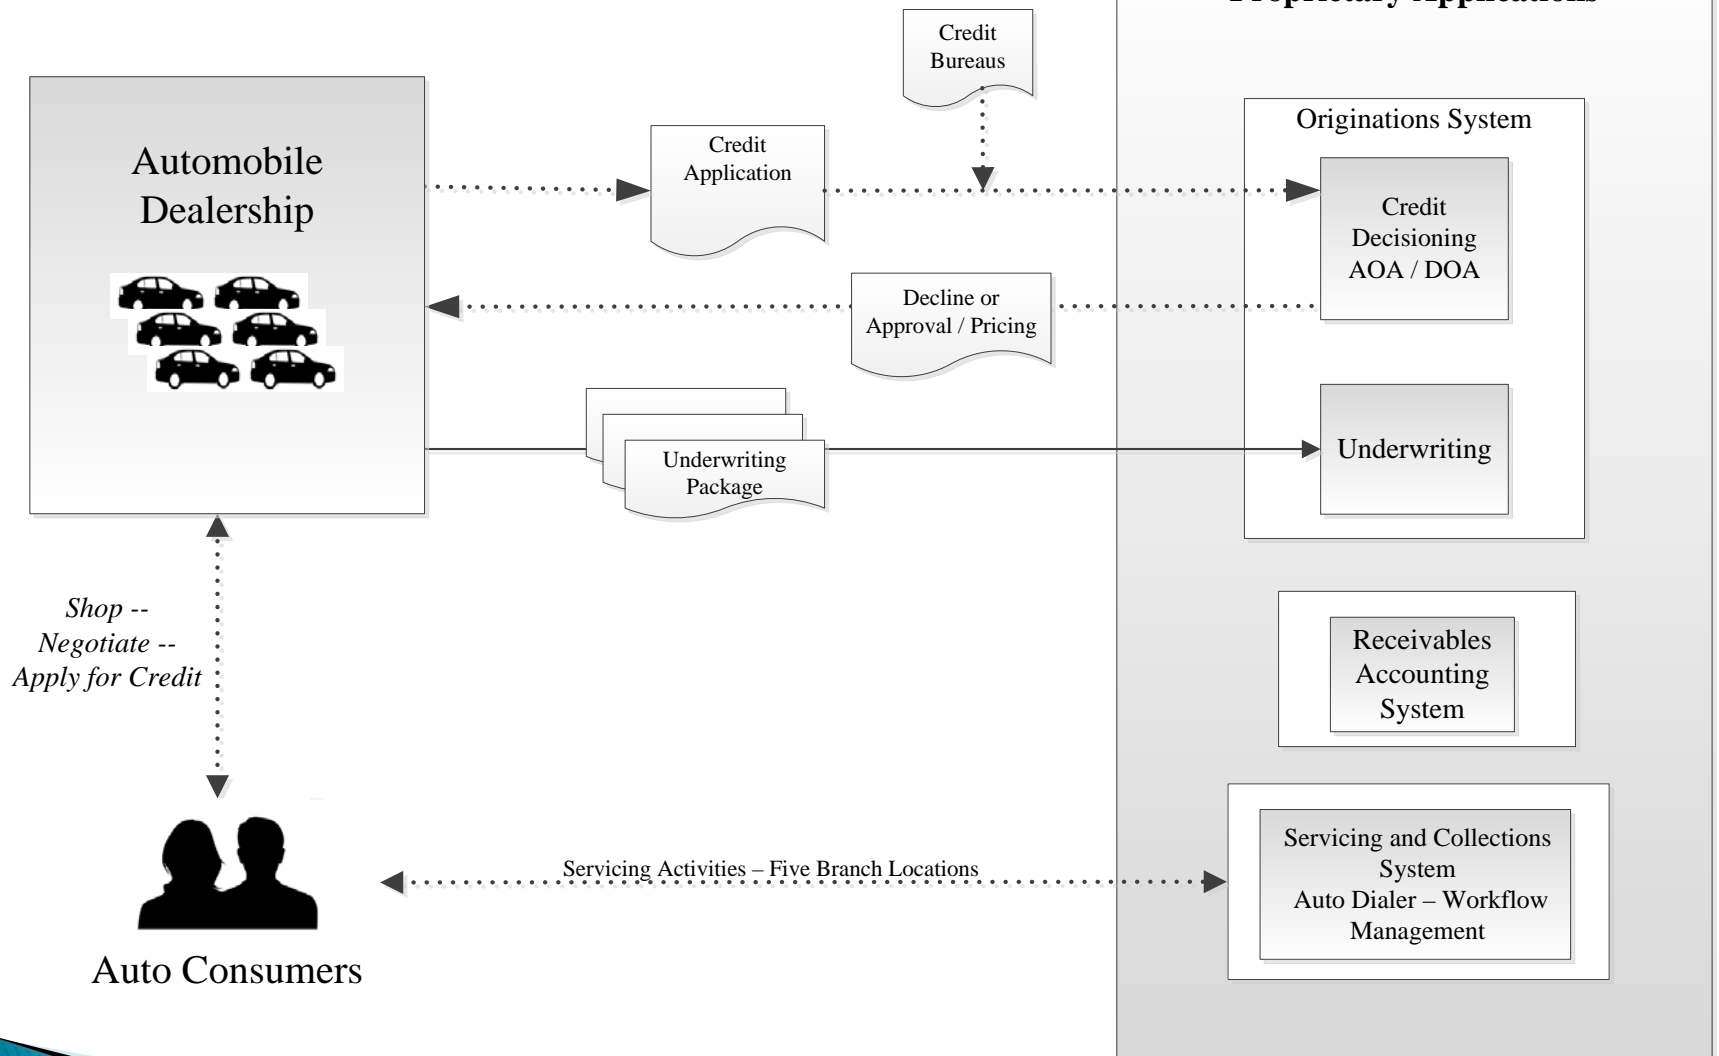 Proprietary Applications
Credit
Bureaus
Originations System
Automobile
Dealership
Credit
Application
Credit
Decisioning
AOA / DOA
Decline or
Approval / Pricing
Underwriting
Package
Underwriting
Shop --
Negotiate --
Apply for Credit
Receivables
Accounting
System
Servicing Activities – Five Branch Locations
Servicing and Collections
System
Auto Dialer – Workflow
Management
Auto Consumers